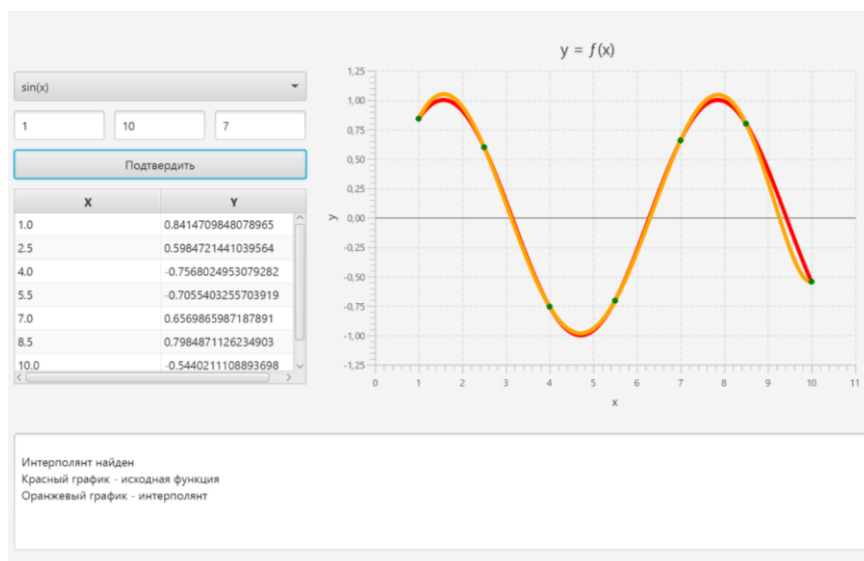 y = ƒ(x)
sin(x)
1 10 7
Подтвердить
X Y
1.0 0.8414709848078965
2.5 0.5984721441039564
4.0 -0.7568024953079282
5.5 -0.7055403255703919
7.0 0.6569865987187891
8.5 0.7984871126234903
10.0 -0.5440211108893698
1,25
1,00
0,75
0,50
0,25
0,00
-0,25
-0,50
-0,75
-1,00
-1,25
y
0 1 2 3 4 5 6 7 8 9 10 11
x
Интерполянт найден
Красный график - исходная функция
Оранжевый график - интерполянт